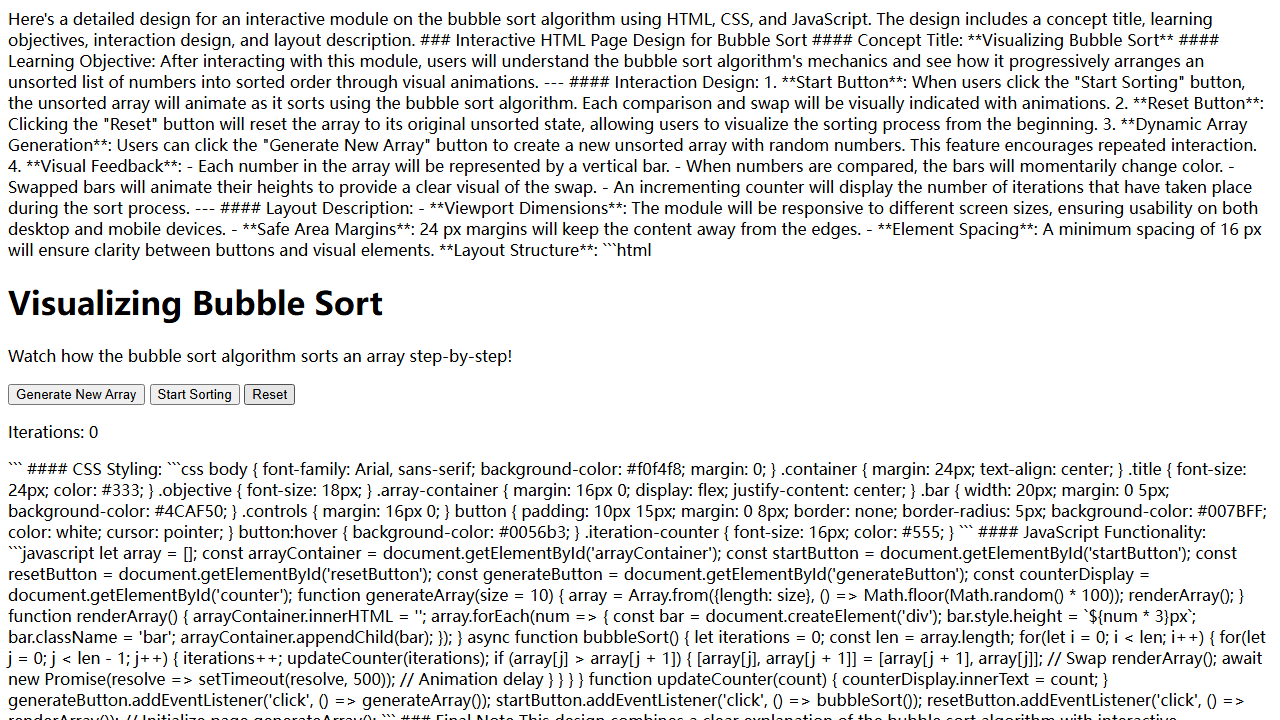 Here's a detailed design for an interactive module on the bubble sort algorithm using HTML, CSS, and JavaScript. The design includes a concept title, learning
objectives, interaction design, and layout description. ### Interactive HTML Page Design for Bubble Sort #### Concept Title: **Visualizing Bubble Sort** ####
Learning Objective: After interacting with this module, users will understand the bubble sort algorithm's mechanics and see how it progressively arranges an
unsorted list of numbers into sorted order through visual animations. --- #### Interaction Design: 1. **Start Button**: When users click the "Start Sorting" button,
the unsorted array will animate as it sorts using the bubble sort algorithm. Each comparison and swap will be visually indicated with animations. 2. **Reset Button**:
Clicking the "Reset" button will reset the array to its original unsorted state, allowing users to visualize the sorting process from the beginning. 3. **Dynamic Array
Generation**: Users can click the "Generate New Array" button to create a new unsorted array with random numbers. This feature encourages repeated interaction.
4. **Visual Feedback**: - Each number in the array will be represented by a vertical bar. - When numbers are compared, the bars will momentarily change color. -
Swapped bars will animate their heights to provide a clear visual of the swap. - An incrementing counter will display the number of iterations that have taken place
during the sort process. --- #### Layout Description: - **Viewport Dimensions**: The module will be responsive to different screen sizes, ensuring usability on both
desktop and mobile devices. - **Safe Area Margins**: 24 px margins will keep the content away from the edges. - **Element Spacing**: A minimum spacing of 16 px
will ensure clarity between buttons and visual elements. **Layout Structure**: ```html
Visualizing Bubble Sort
Watch how the bubble sort algorithm sorts an array step-by-step!
Generate New Array Start Sorting Reset
Iterations: 0
``` #### CSS Styling: ```css body { font-family: Arial, sans-serif; background-color: #f0f4f8; margin: 0; } .container { margin: 24px; text-align: center; } .title { font-size:
24px; color: #333; } .objective { font-size: 18px; } .array-container { margin: 16px 0; display: flex; justify-content: center; } .bar { width: 20px; margin: 0 5px;
background-color: #4CAF50; } .controls { margin: 16px 0; } button { padding: 10px 15px; margin: 0 8px; border: none; border-radius: 5px; background-color: #007BFF;
color: white; cursor: pointer; } button:hover { background-color: #0056b3; } .iteration-counter { font-size: 16px; color: #555; } ``` #### JavaScript Functionality:
```javascript let array = []; const arrayContainer = document.getElementById('arrayContainer'); const startButton = document.getElementById('startButton'); const
resetButton = document.getElementById('resetButton'); const generateButton = document.getElementById('generateButton'); const counterDisplay =
document.getElementById('counter'); function generateArray(size = 10) { array = Array.from({length: size}, () => Math.floor(Math.random() * 100)); renderArray(); }
function renderArray() { arrayContainer.innerHTML = ''; array.forEach(num => { const bar = document.createElement('div'); bar.style.height = `${num * 3}px`;
bar.className = 'bar'; arrayContainer.appendChild(bar); }); } async function bubbleSort() { let iterations = 0; const len = array.length; for(let i = 0; i < len; i++) { for(let
j = 0; j < len - 1; j++) { iterations++; updateCounter(iterations); if (array[j] > array[j + 1]) { [array[j], array[j + 1]] = [array[j + 1], array[j]]; // Swap renderArray(); await
new Promise(resolve => setTimeout(resolve, 500)); // Animation delay } } } } function updateCounter(count) { counterDisplay.innerText = count; }
generateButton.addEventListener('click', () => generateArray()); startButton.addEventListener('click', () => bubbleSort()); resetButton.addEventListener('click', () =>
renderArray()); // Initialize page generateArray(); ``` ### Final Note This design combines a clear explanation of the bubble sort algorithm with interactive